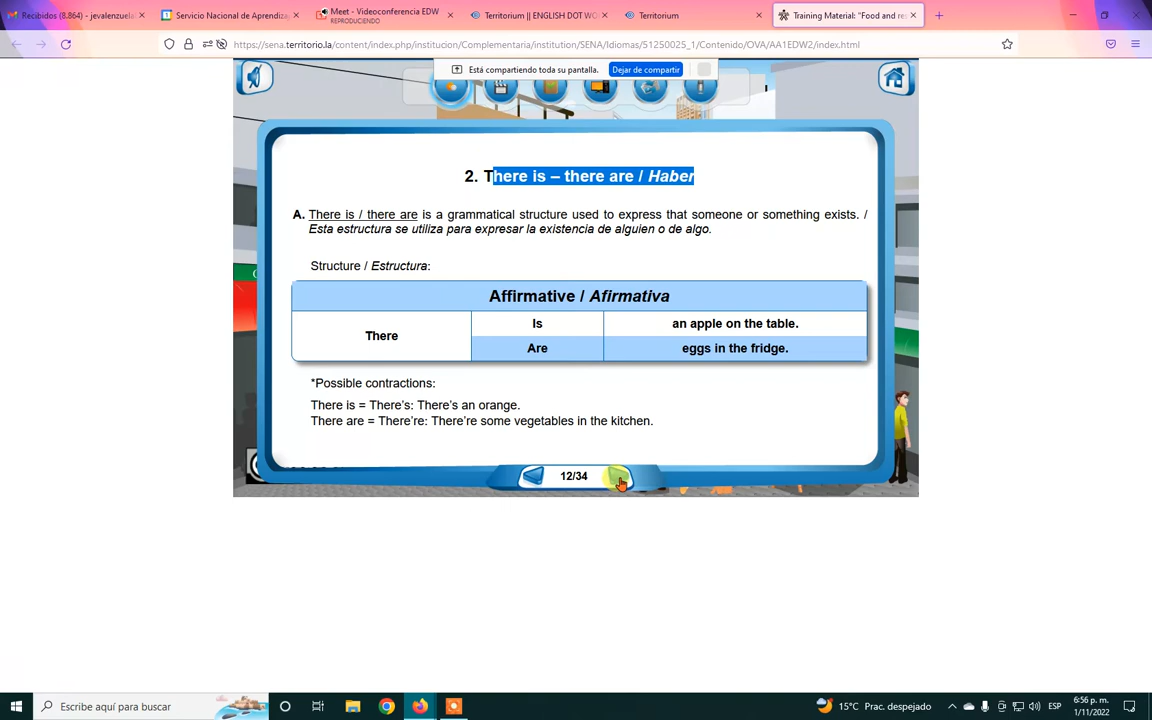 Recibidos (8.864) - jevalenzuela
Servicio Nacional de Aprendizaj
Meet - Videoconferencia EDW
REPRODUCIENDO
Territorium || ENGLISH DOT WO
Territorium
Training Material: "Food and re
https://sena.territorio.la/content/index.php/institucion/Complementaria/institution/SENA/Idiomas/51250025_1/Contenido/OVA/AA1EDW2/index.html
Está compartiendo toda su pantalla.
Dejar de compartir
2. There is – there are / Haber
A. There is / there are is a grammatical structure used to express that someone or something exists. /
Esta estructura se utiliza para expresar la existencia de alguien o de algo.
Structure / Estructura:
Affirmative / Afirmativa
There
Is
an apple on the table.
Are
eggs in the fridge.
*Possible contractions:
There is = There's: There's an orange.
There are = There're: There're some vegetables in the kitchen.
12/34
Escribe aquí para buscar
15°C Prac. despejado
ESP
6:56 p. m.
1/11/2022